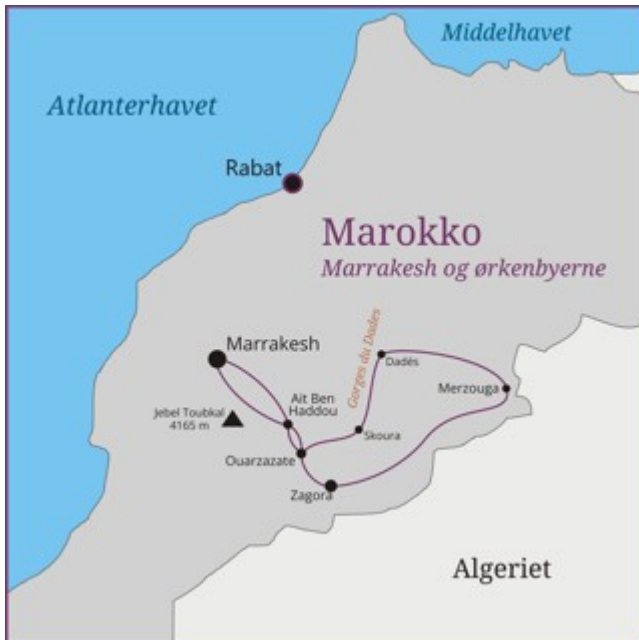 Middelhavet
Atlanterhavet
Rabat
Marokko
Marrakesh og ørkenbyerne
Marrakesh
Gorges du Dades
Dadés
Merzouga
Ait Ben
Haddou
Jebel Toubkal
4165 m
Skoura
Ouarzazate
Zagora
Algeriet